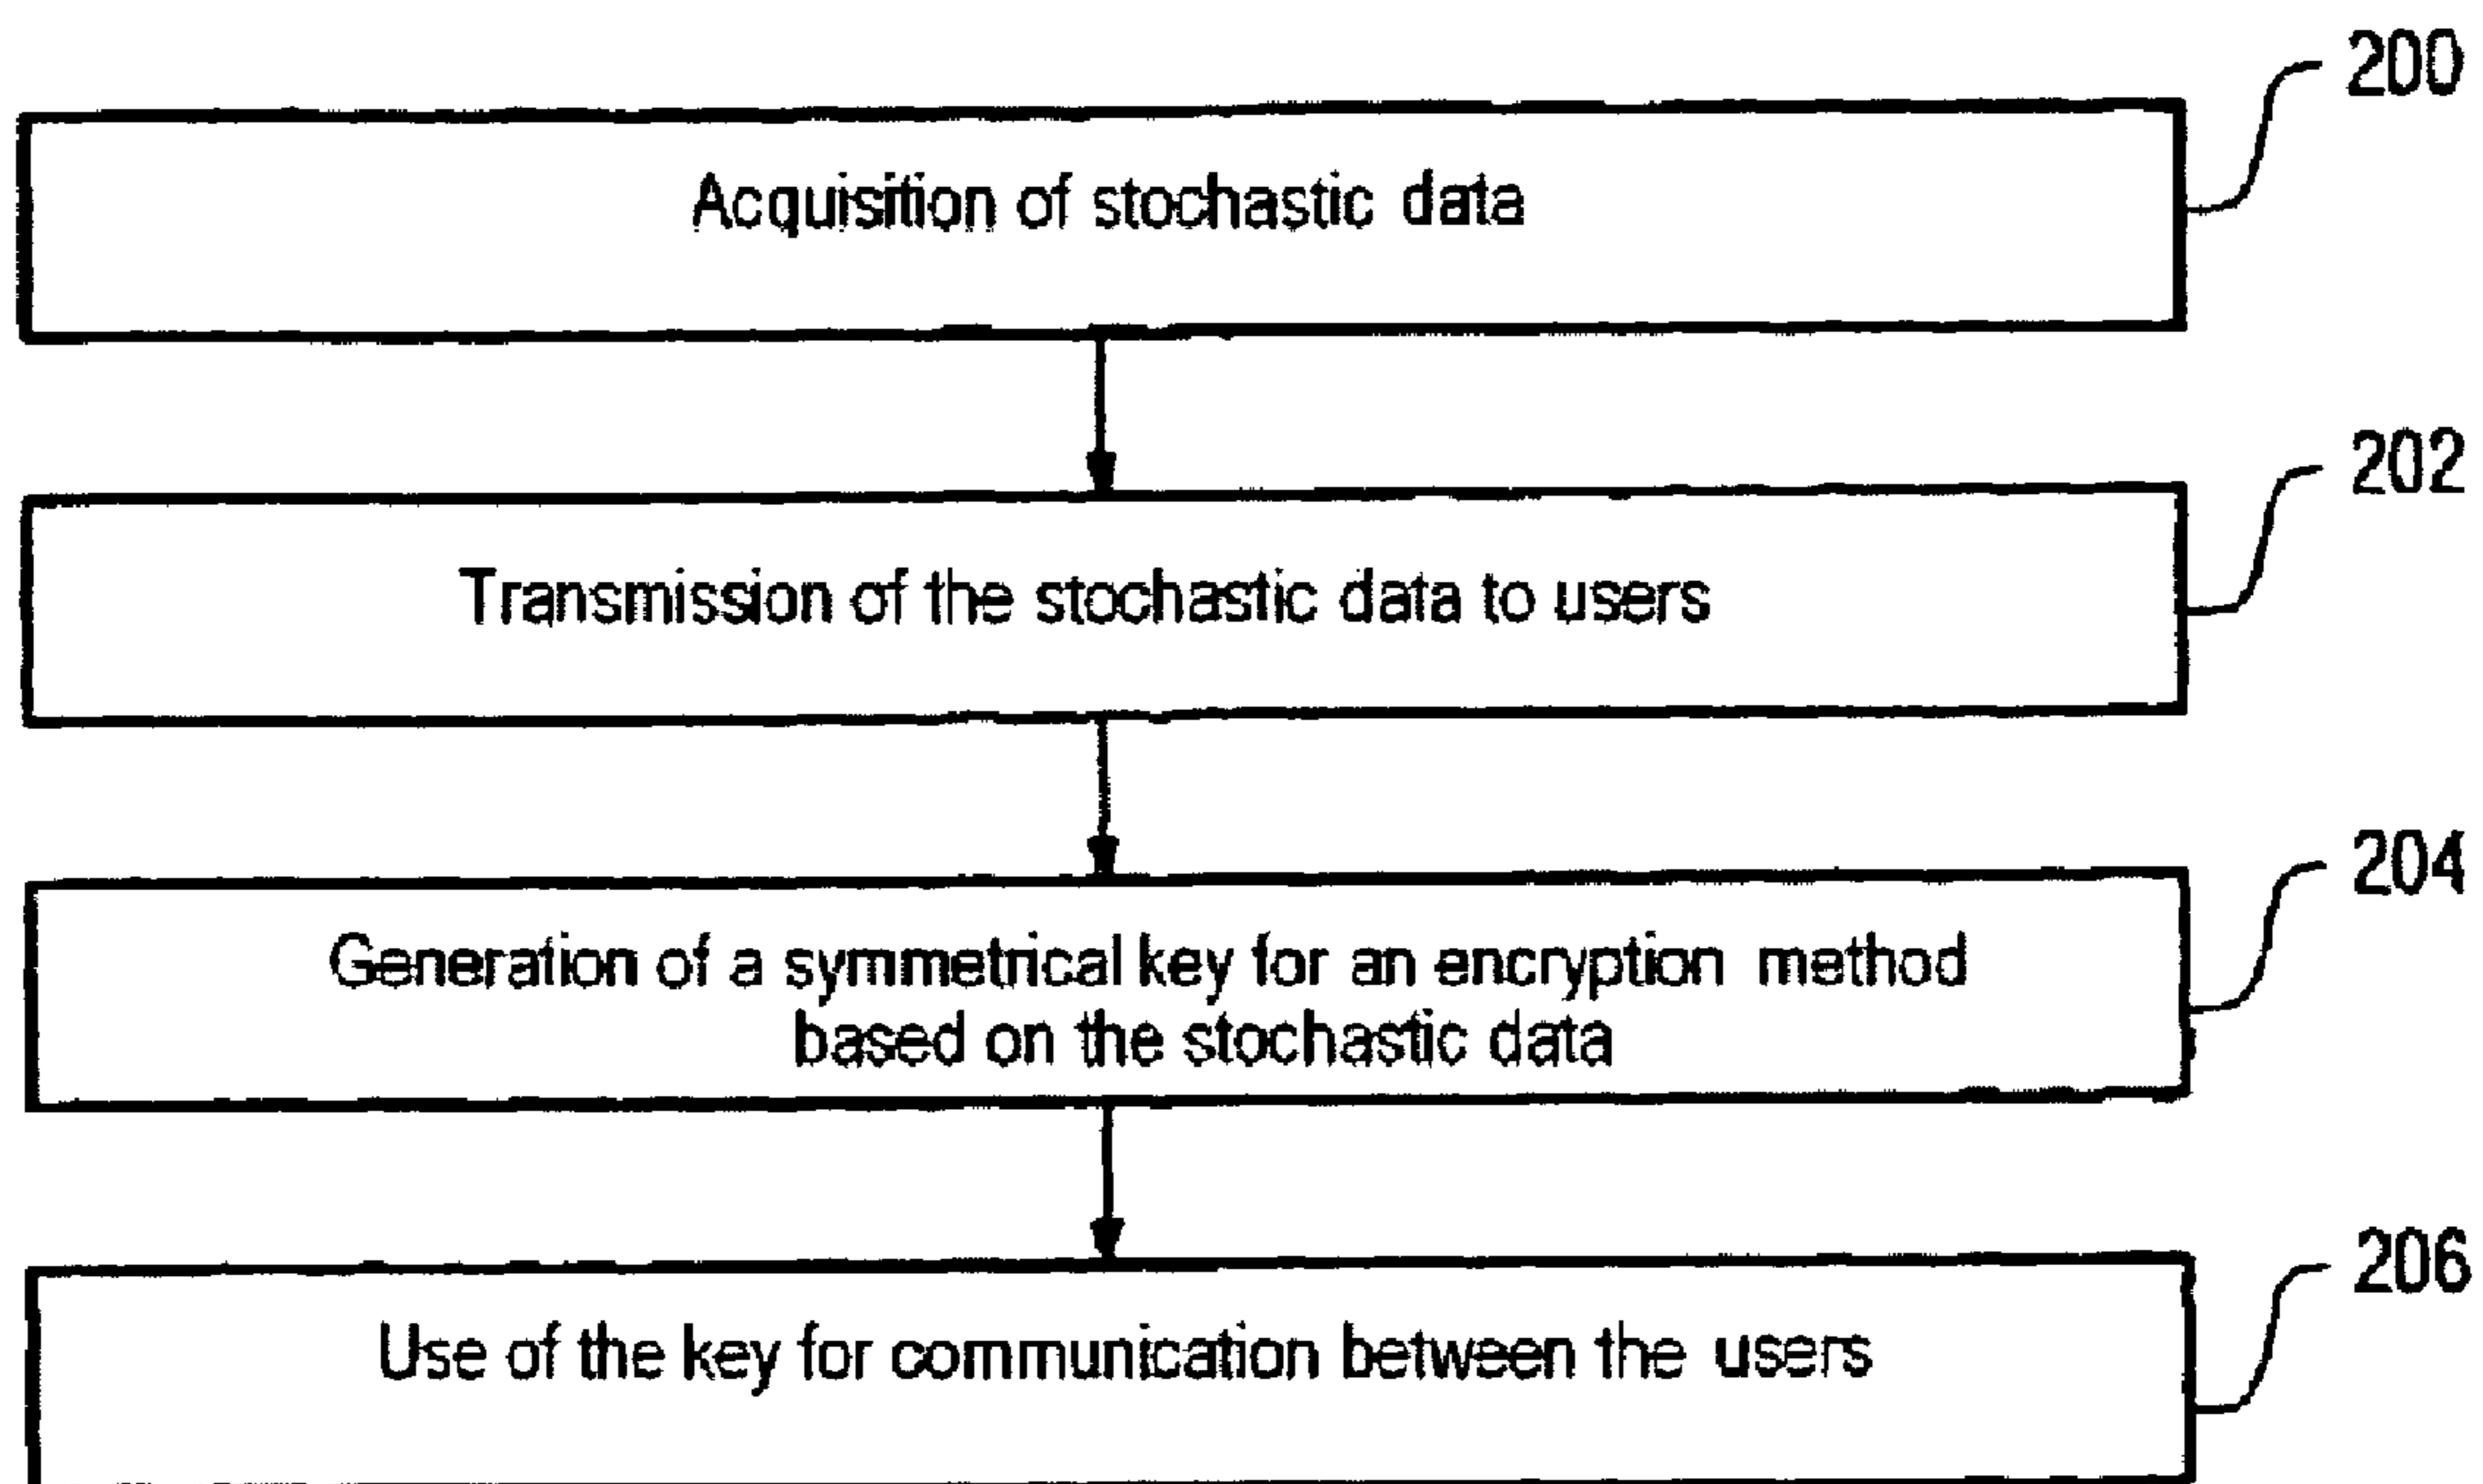 200
Acquisition of stochastic data
202
Transmission of the stochastic data to users
204
Generation of a symmetrical key for an encryption method
based on the stochastic data
206
Use of the key for communication between the users